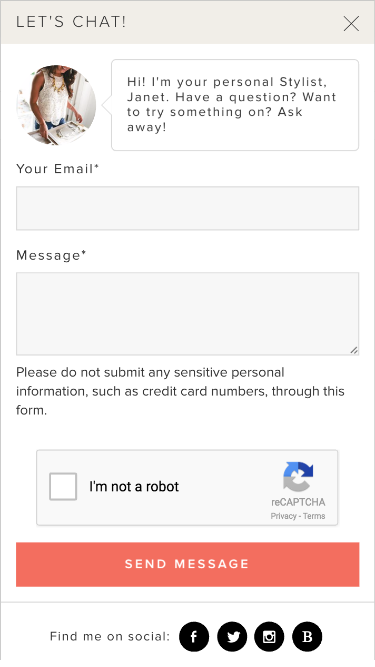 LET'S CHAT!
Hi! I'm your personal Stylist,
Janet. Have a question? Want
to try something on? Ask
away!
Your Email*
Message*
Please do not submit any sensitive personal
information, such as credit card numbers, through this
form.
I'm not a robot
reCAPTCHA
Privacy - Terms
SEND MESSAGE
Find me on social: f B